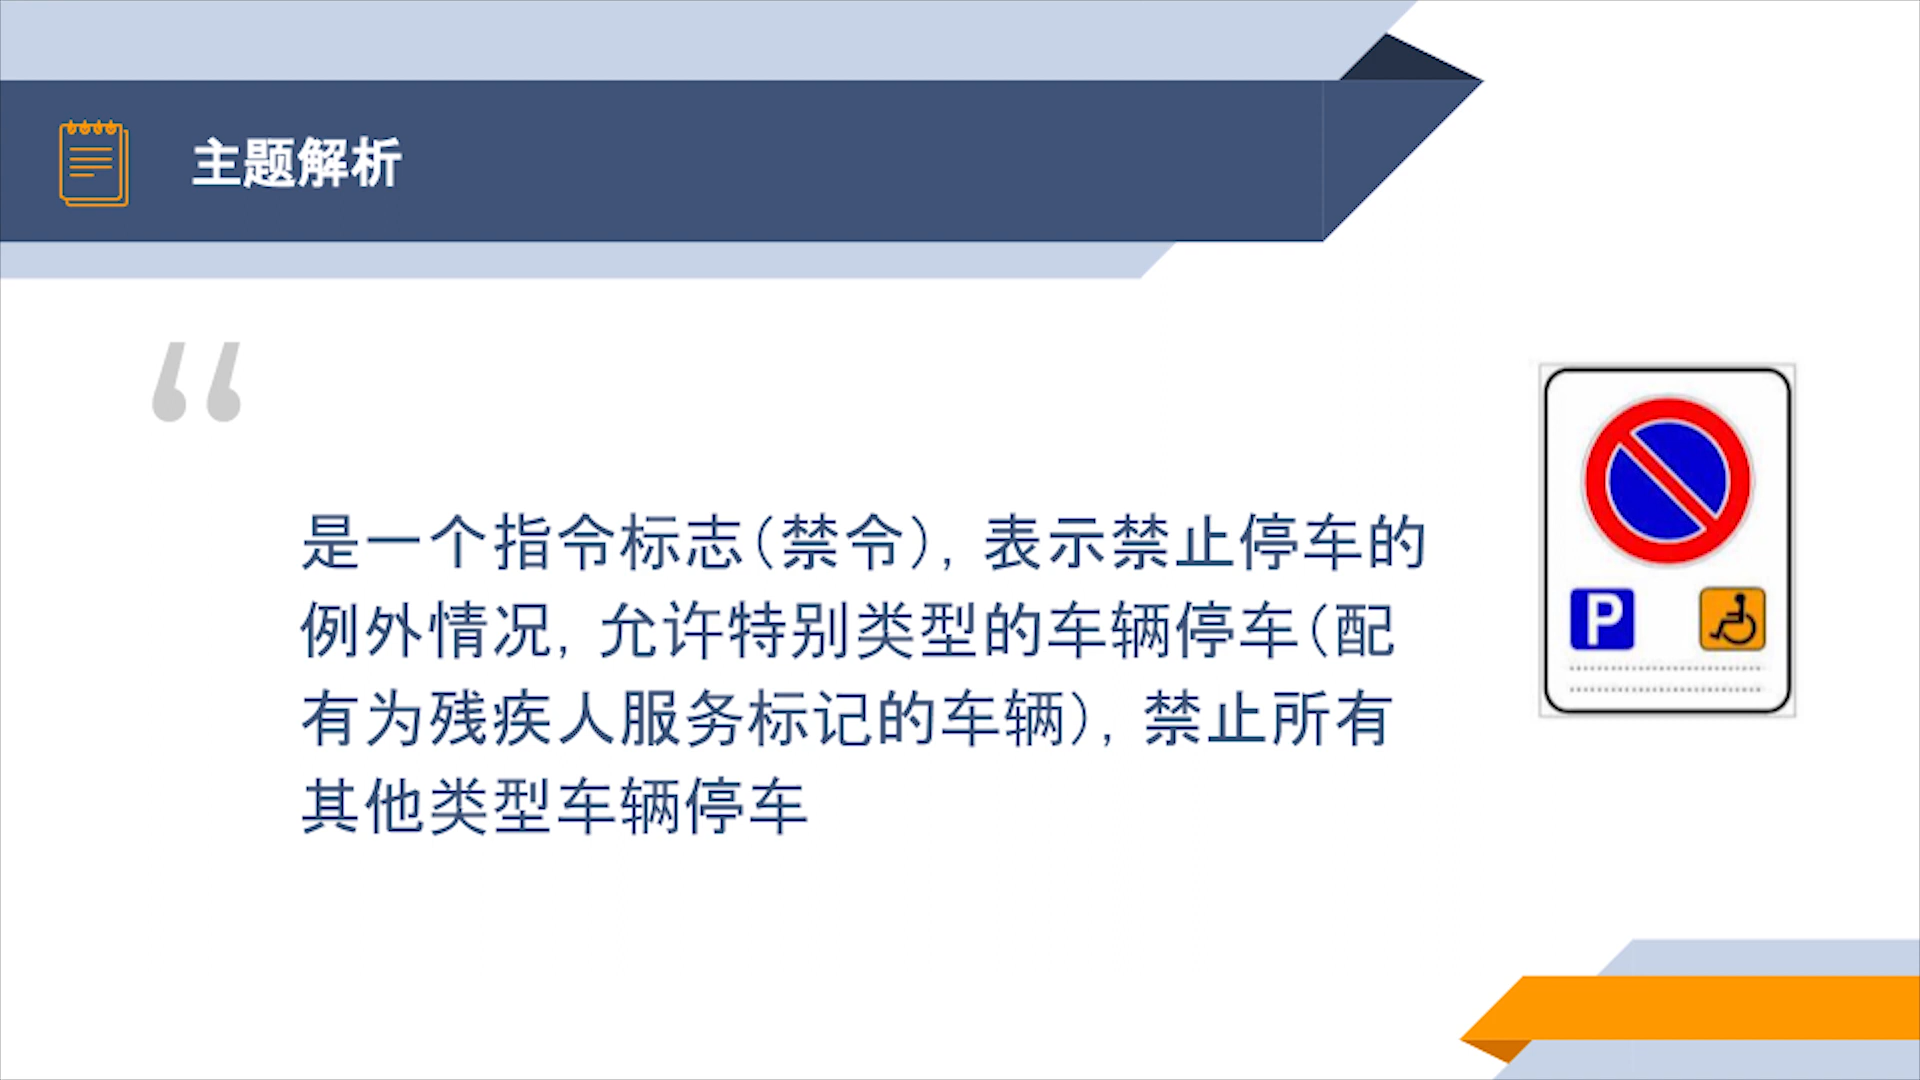 主题解析
“
是一个指令标志(禁令), 表示禁止停车的
例外情况, 允许特别类型的车辆停车(配
有为残疾人服务标记的车辆), 禁止所有
其他类型车辆停车
P